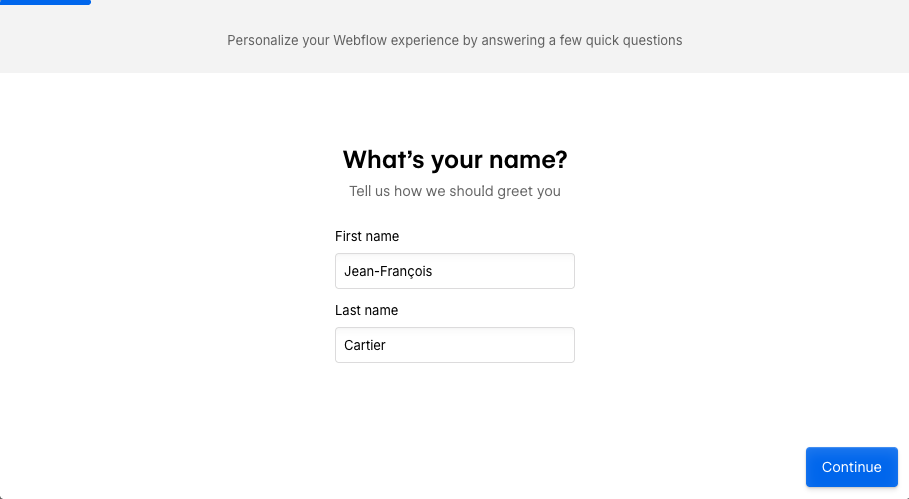 Personalize your Webflow experience by answering a few quick questions
What's your name?
Tell us how we should greet you
First name
Jean-François
Last name
Cartier
Continue